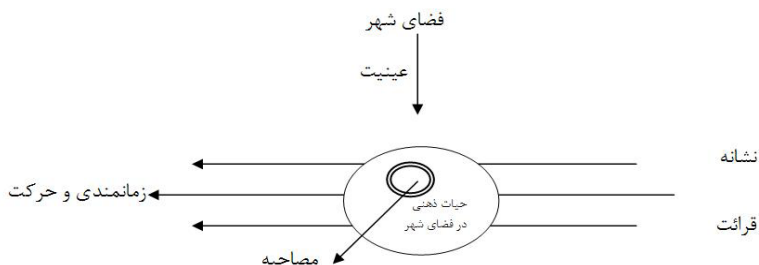 فضای شهر
عینیت
نشانه
زمانمندی و حرکت
حیات ذهنی
در فضای شهر
قرائت
مصاحبه